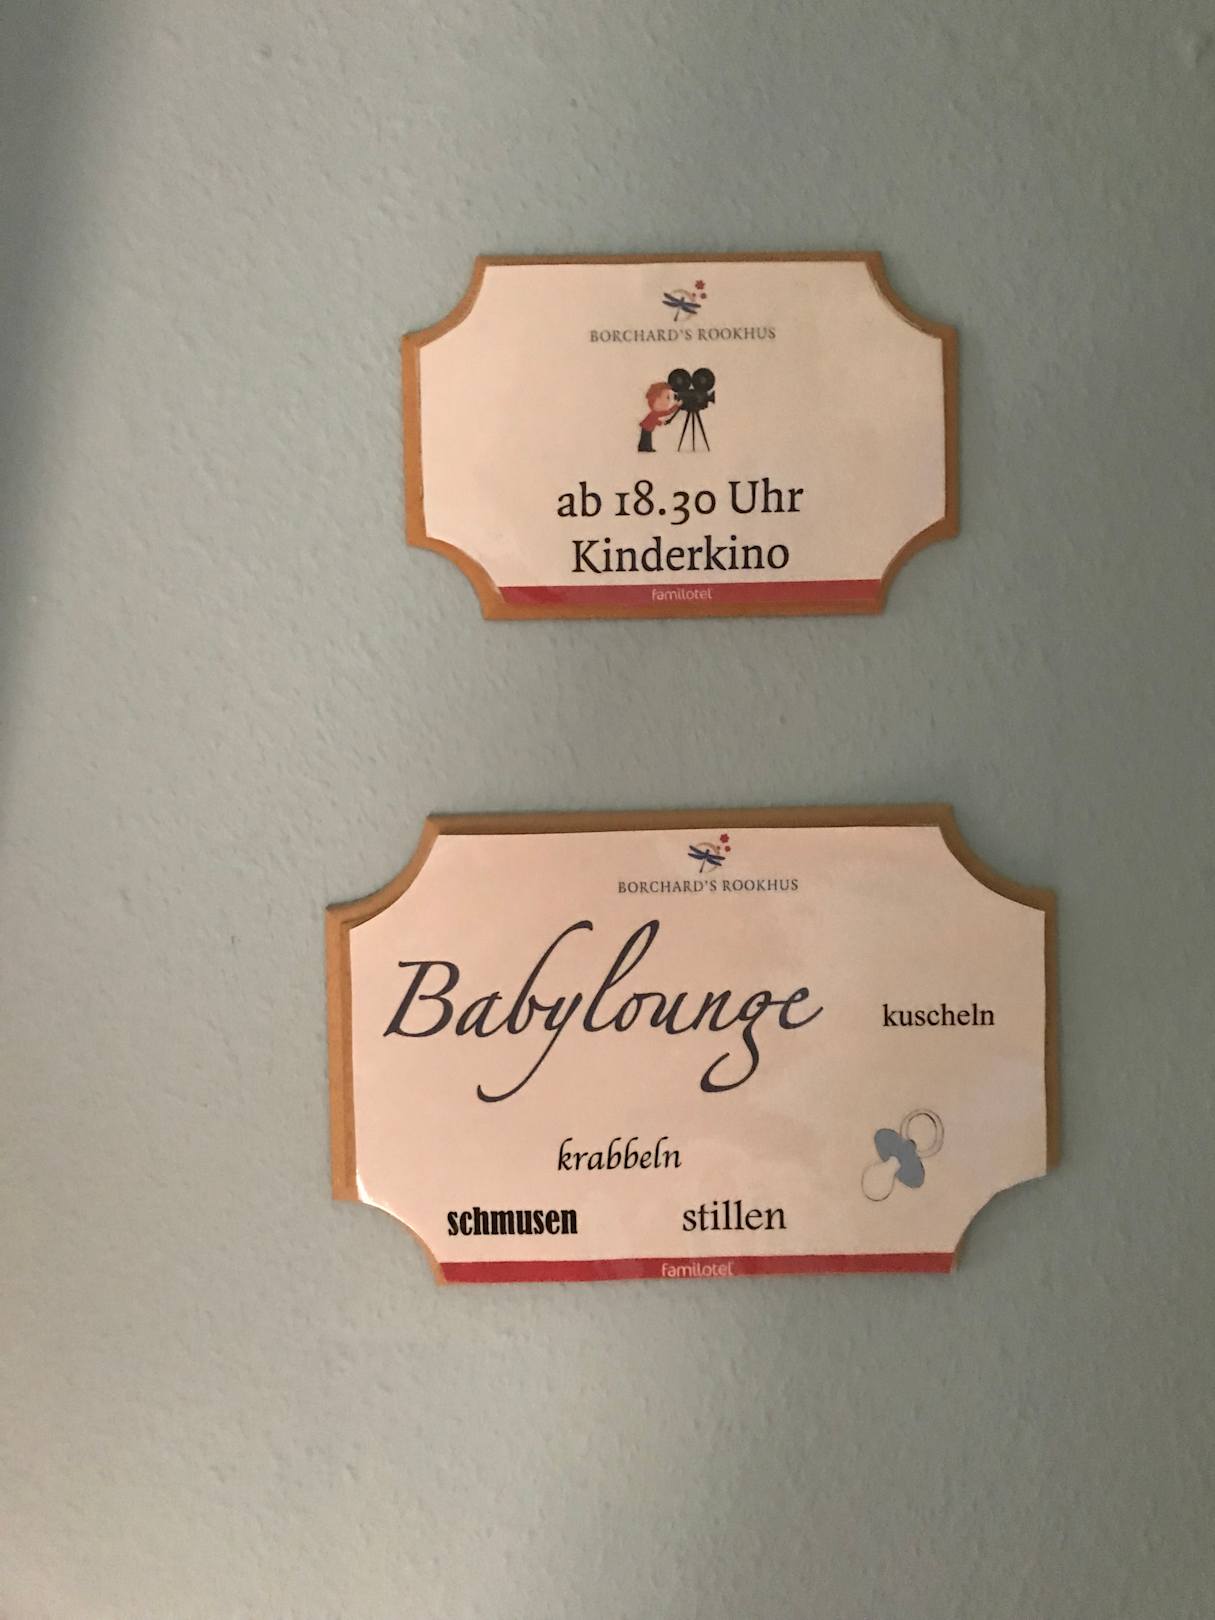 BORCHARD'S ROOKHUS
ab 18.30 Uhr
Kinderkino
familotel
BORCHARD'S ROOKHUS
Babylounge
kuscheln
krabbeln
schmusen stillen
familotel